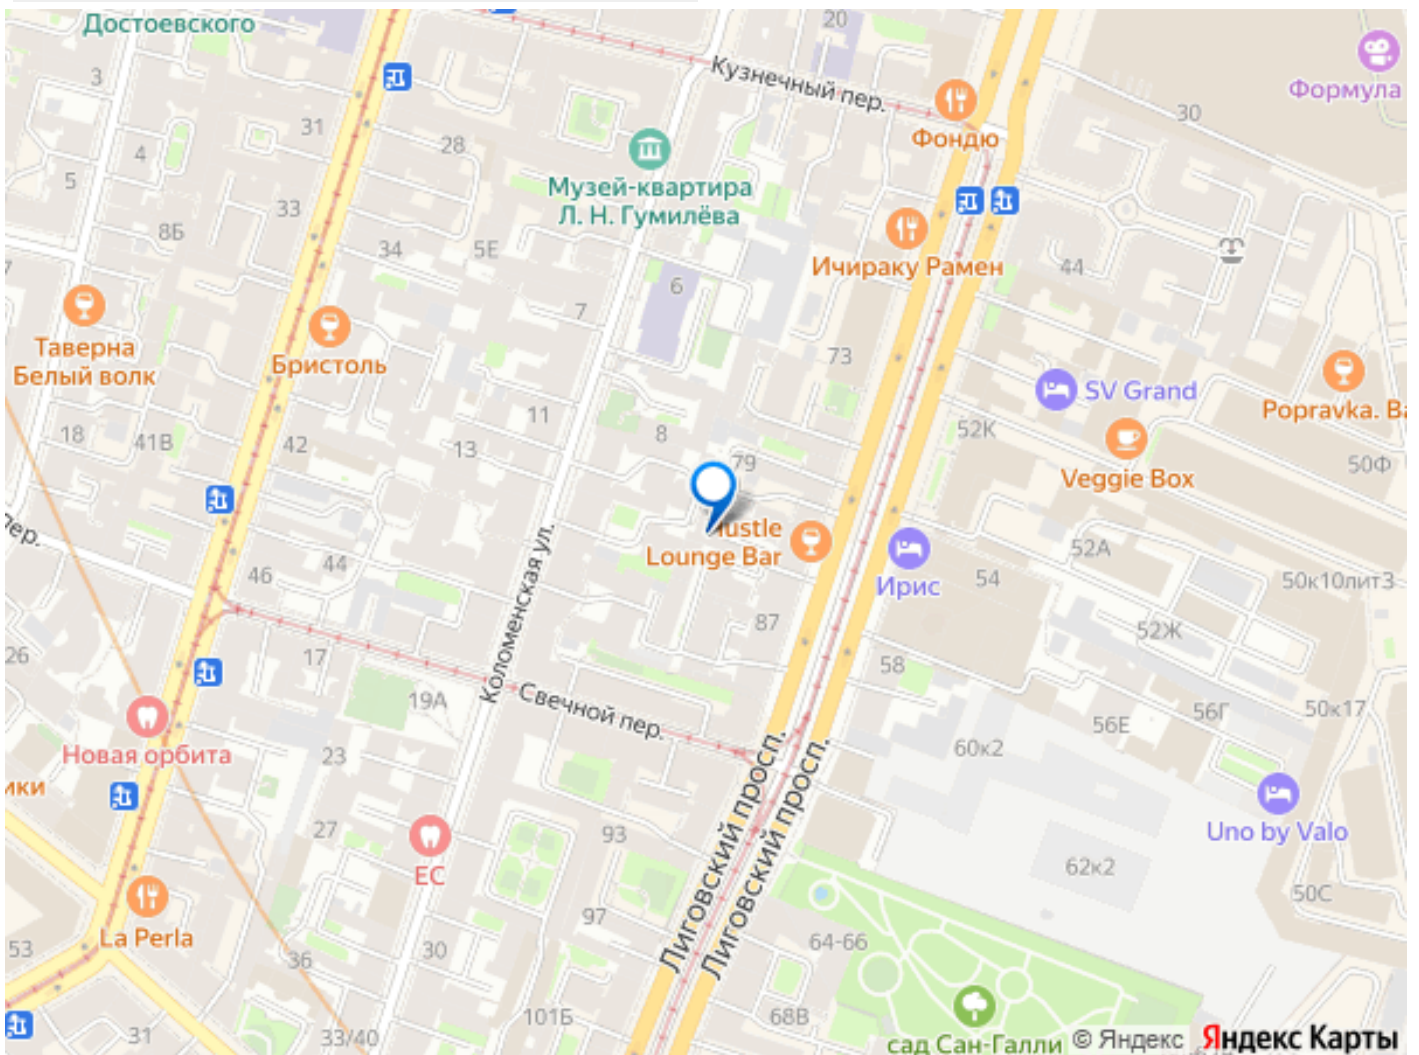 Достоевского
20
Формула
3
Кузнечный пер.
30
Фондю
31
28
4
5
Музей-квартира
Л. Н. Гумилёва
33
8Б
34
5Е
Ичираку Рамен
44
7
6
7
Таверна
Белый волк
Бристоль
73
SV Grand
Popravka. Ba
11
18
41В
42
13
8
52К
79
50Ф
Veggie Box
пер.
Hustle
Lounge Bar
52А
46
44
Ирис
54
50к10лит3
Коломенская ул.
87
52Ж
26
17
58
19А
Свечной пер.
56Е
56Г
50к17
Новая орбита
23
60к2
ики
Лиговский просп.
Лиговский просп.
27
93
Uno by Valo
ЕС
62к2
50С
97
La Perla
53
36
30
64-66
31
33/40
101Б
68В
сад Сан-Галли
© Яндекс
Яндекс Карты